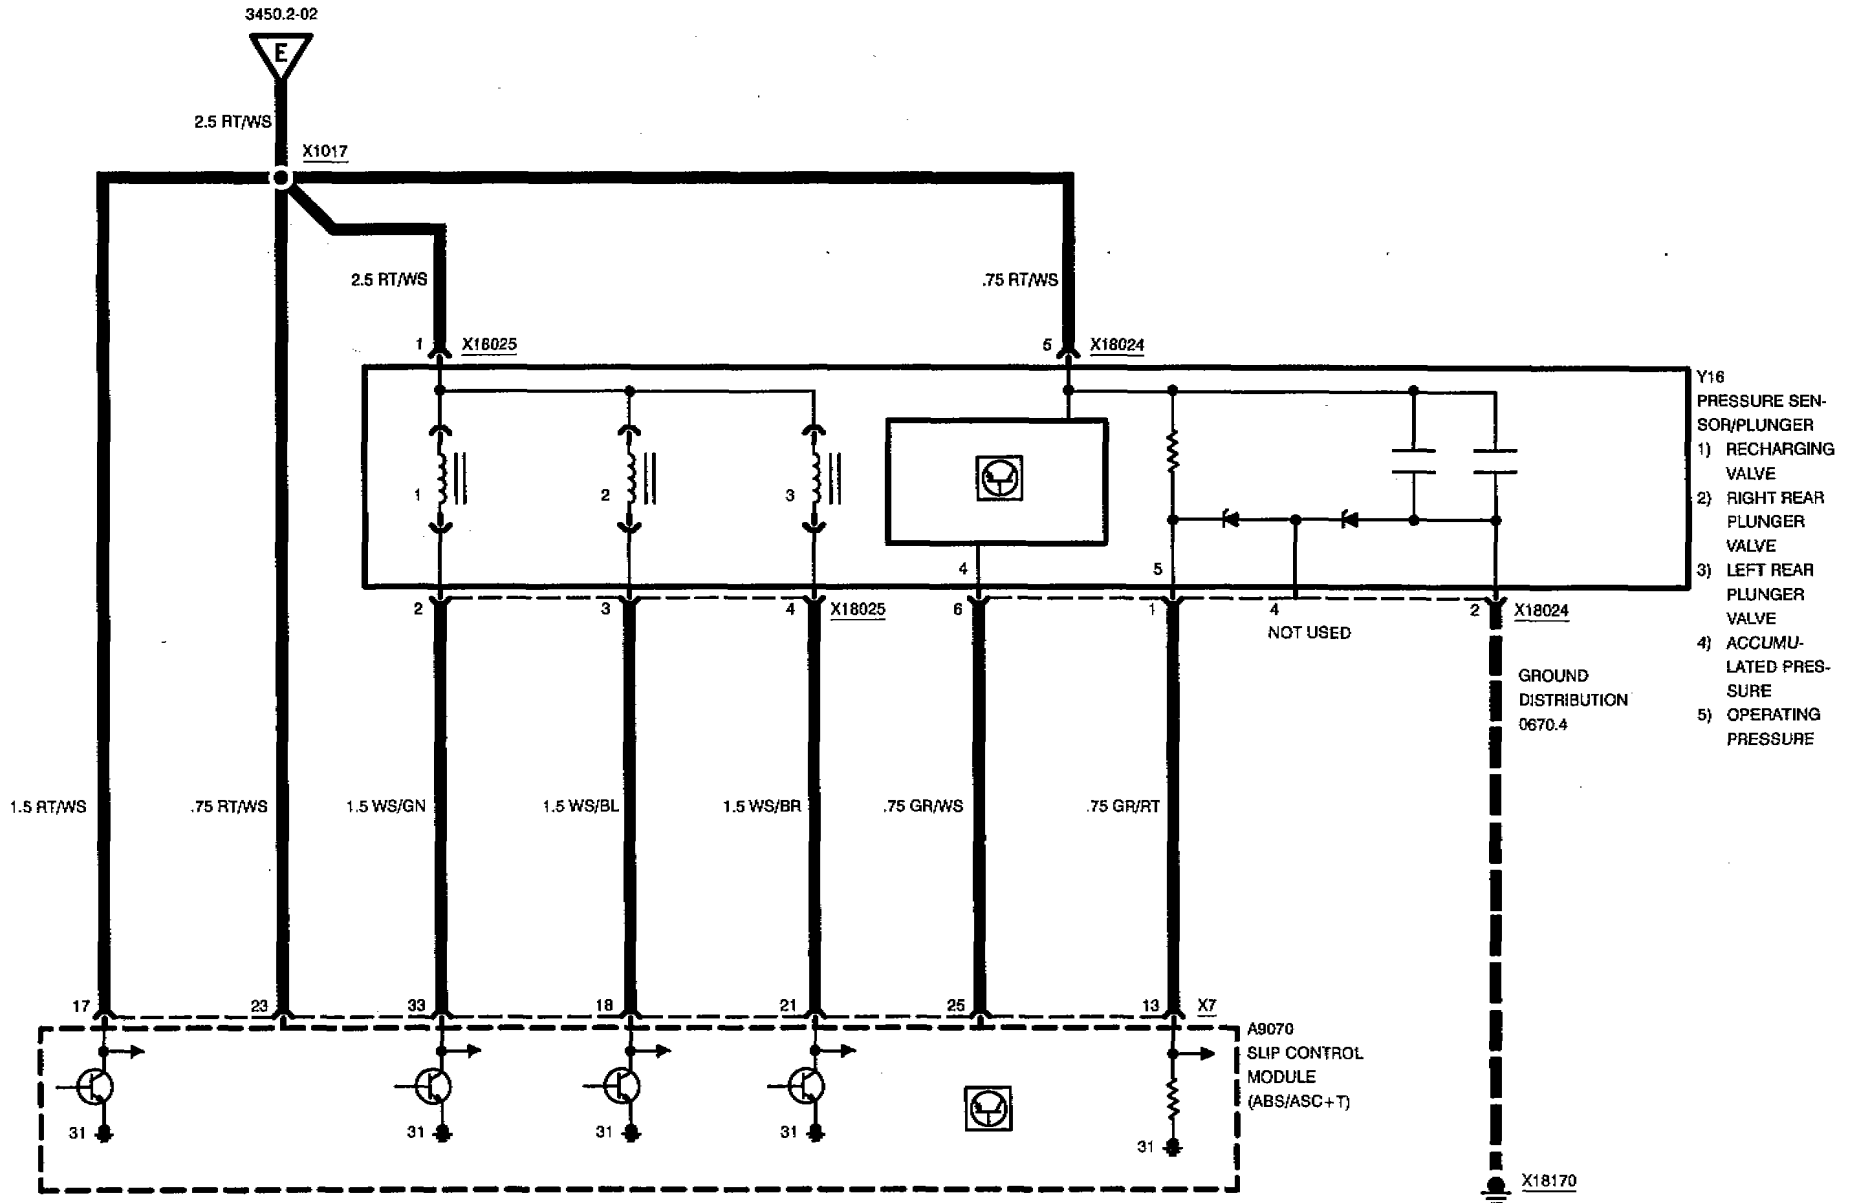 3450.2-02
E
2.5 RT/WS
X1017
2.5 RT/WS
.75 RT/WS
1
X18025
5
X18024
Y16
PRESSURE SEN-
SOR/PLUNGER
1) RECHARGING
VALVE
2) RIGHT REAR
PLUNGER
VALVE
3) LEFT REAR
PLUNGER
VALVE
4) ACCUMU-
LATED PRES-
SURE
5) OPERATING
PRESSURE
1
2
3
4
5
2
3
4
X18025
6
1
4
2
X18024
NOT USED
GROUND
DISTRIBUTION
0670.4
1.5 RT/WS
.75 RT/WS
1.5 WS/GN
1.5 WS/BL
1.5 WS/BR
.75 GR/WS
.75 GR/RT
17
23
33
18
21
25
13
X7
A9070
SLIP CONTROL
MODULE
(ABS/ASC+T)
31
31
31
31
31
X18170